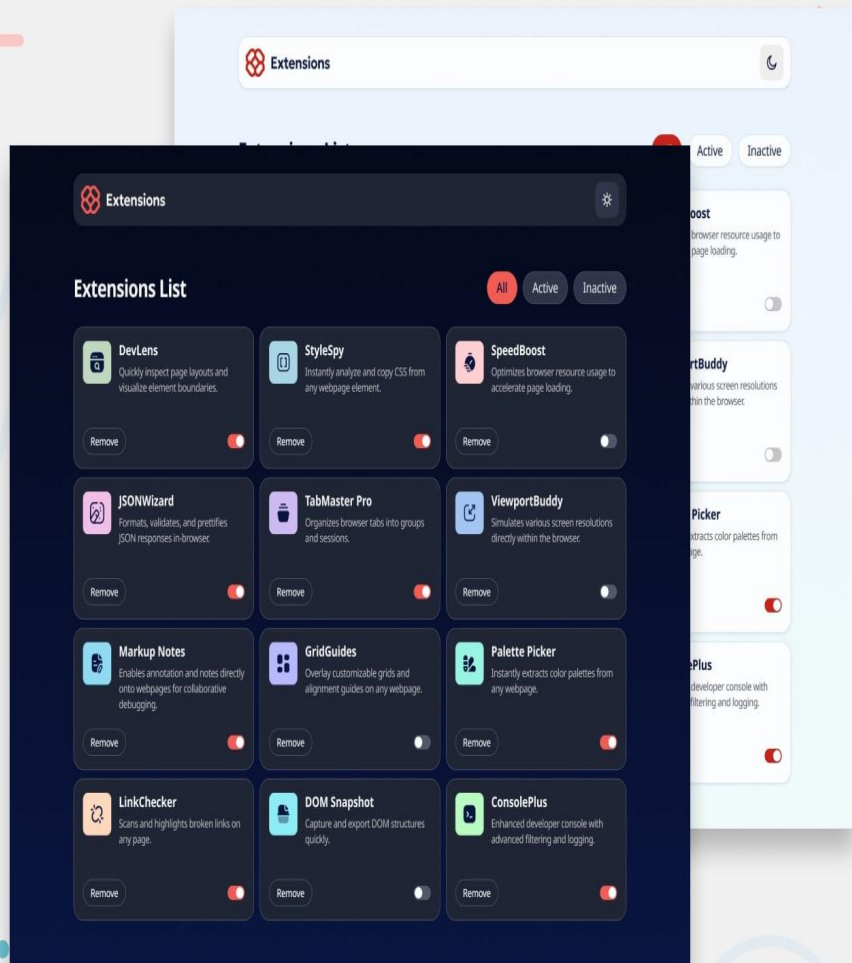 Extensions
Active
Inactive
Extensions
Extensions List
All
Active
Inactive
DevLens
Quickly inspect page layouts and
visualize element boundaries.
Remove
StyleSpy
Instantly analyze and copy CSS from
any webpage element.
Remove
SpeedBoost
Optimizes browser resource usage to
accelerate page loading.
Remove
JSONWizard
Formats, validates, and prettifies
JSON responses in-browser.
Remove
TabMaster Pro
Organizes browser tabs into groups
and sessions.
Remove
ViewportBuddy
Simulates various screen resolutions
directly within the browser.
Remove
Markup Notes
Enables annotation and notes directly
onto webpages for collaborative
debugging.
Remove
GridGuides
Overlay customizable grids and
alignment guides on any webpage.
Remove
Palette Picker
Instantly extracts color palettes from
any webpage.
Remove
LinkChecker
Scans and highlights broken links on
any page.
Remove
DOM Snapshot
Capture and export DOM structures
quickly.
Remove
ConsolePlus
Enhanced developer console with
advanced filtering and logging.
Remove
oost
browser resource usage to
page loading.
rtBuddy
various screen resolutions
thin the browser.
Picker
xtracts color palettes from
age.
ePlus
developer console with
filtering and logging.